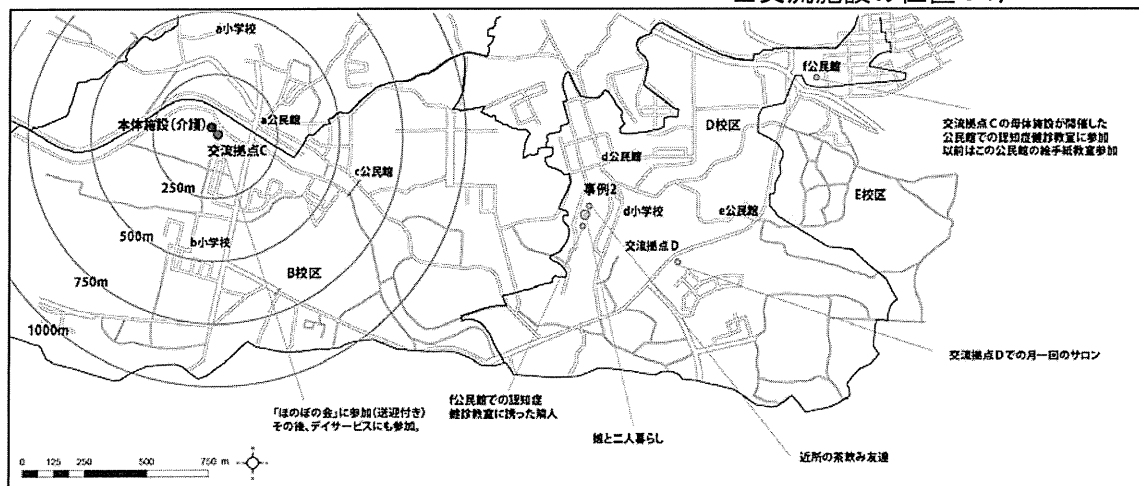 a小学校
f公民館
本体施設（介護）
a公民館
D校区
交流拠点Cの母体施設が開催した
公民館での認知症健診教室に参加
以前はこの公民館の絵手紙教室参加
交流拠点C
c公民館
d公民館
250m
事例2
E校区
500m
b小学校
d小学校
e公民館
交流拠点D
750m
B校区
1000m
交流拠点Dでの月一回のサロン
「ほのぼの会」に参加（送迎付き）
その後、デイサービスにも参加。
f公民館での認知症
健診教室に誘った隣人
娘と二人暮らし
近所の茶飲み友達
0 125 250 500 750 m